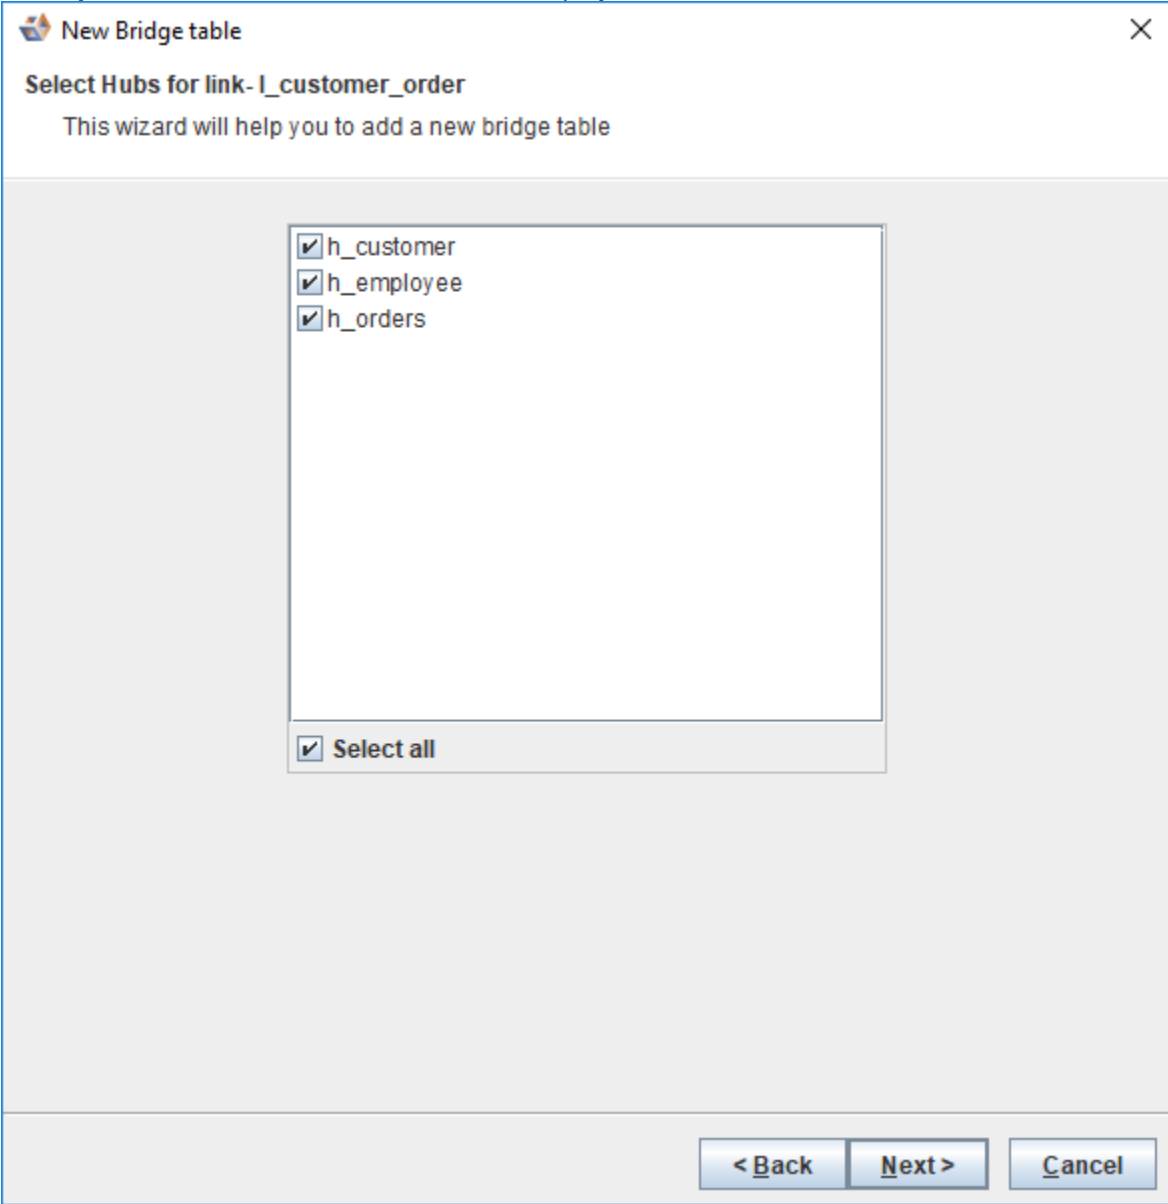 New Bridge table
Select Hubs for link- l_customer_order
This wizard will help you to add a new bridge table
h_customer
h_employee
h_orders
Select all
< Back
Next >
Cancel